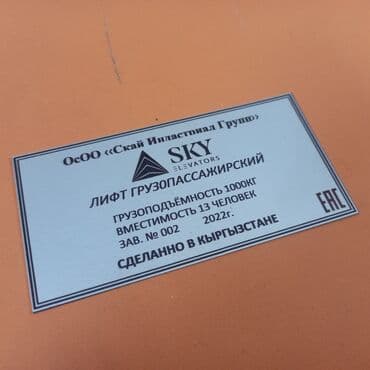 ОсОО «Скай Индастриал Групп»
SKY
ELEVATORS
ЛИФТ ГРУЗОПАССАЖИРСКИЙ
ГРУЗОПОДЪЁМНОСТЬ 1000КГ
ВМЕСТИМОСТЬ 13 ЧЕЛОВЕК
ЗАВ. № 002 2022г.
СДЕЛАНО В КЫРГЫЗСТАНЕ
EAC